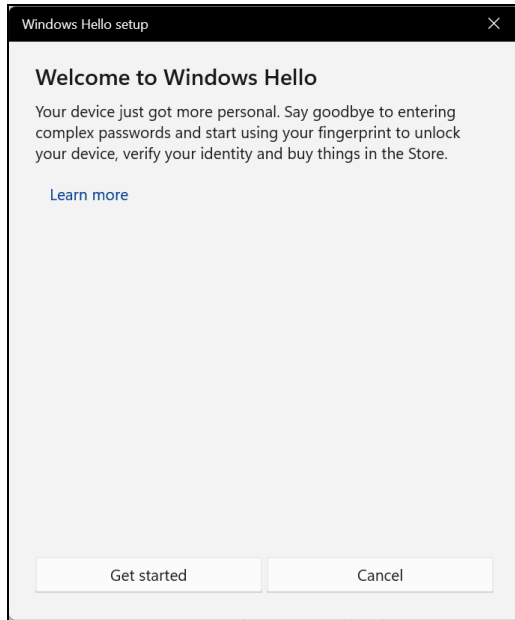 Windows Hello setup
Welcome to Windows Hello
Your device just got more personal. Say goodbye to entering
complex passwords and start using your fingerprint to unlock
your device, verify your identity and buy things in the Store.
Learn more
Get started
Cancel